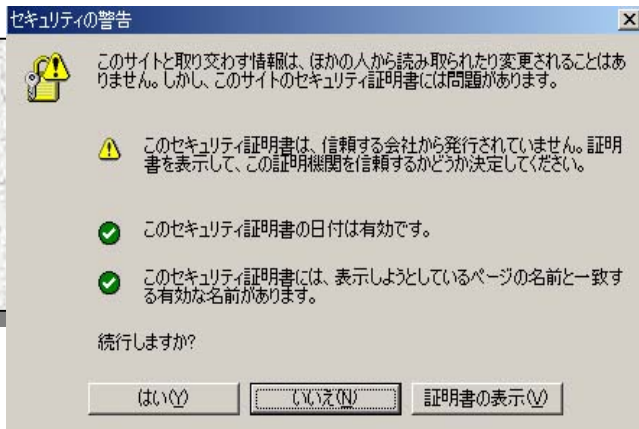 セキュリティの警告
このサイトと取り交わす情報は、ほかの人から読み取られたり変更されることはあ
りません。しかし、このサイトのセキュリティ証明書には問題があります。
このセキュリティ証明書は、信頼する会社から発行されていません。証明
書を表示して、この証明機関を信頼するかどうか決定してください。
このセキュリティ証明書の日付は有効です。
このセキュリティ証明書には、表示しようとしているページの名前と一致す
る有効な名前があります。
続行しますか?
はい(Y) いいえ(N) 証明書の表示(V)